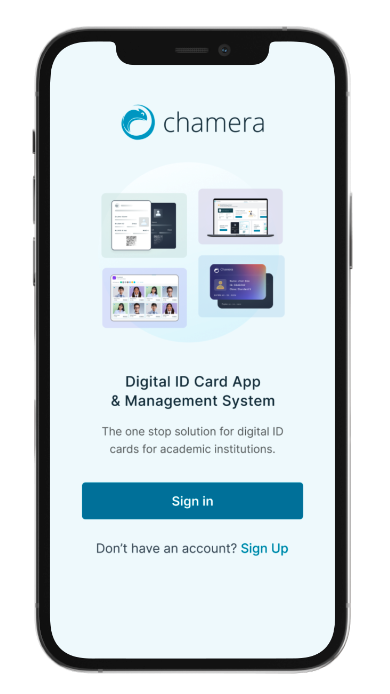 chamera
Chamera
Digital ID Card App
& Management System
The one stop solution for digital ID
cards for academic institutions.
Sign in
Don’t have an account? Sign Up